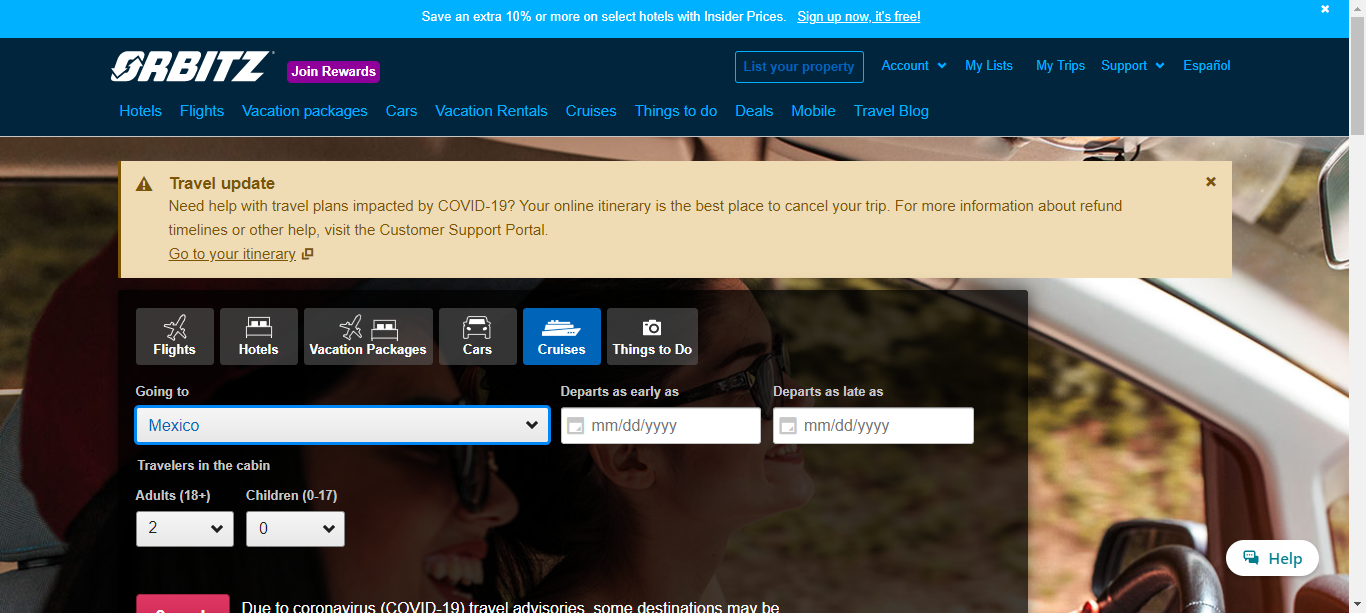 Save an extra 10% or more on select hotels with Insider Prices. Sign up now, it's free!
ORBITZ Join Rewards List your property Account My Lists My Trips Support Español
Hotels Flights Vacation packages Cars Vacation Rentals Cruises Things to do Deals Mobile Travel Blog
Travel update
Need help with travel plans impacted by COVID-19? Your online itinerary is the best place to cancel your trip. For more information about refund
timelines or other help, visit the Customer Support Portal.
Go to your itinerary
Flights Hotels Vacation Packages Cars Cruises Things to Do
Going to Departs as early as Departs as late as
Mexico mm/dd/yyyy mm/dd/yyyy
Travelers in the cabin
Adults (18+) Children (0-17)
2 0
Help
Due to coronavirus (COVID-19) travel advisories, some destinations may be